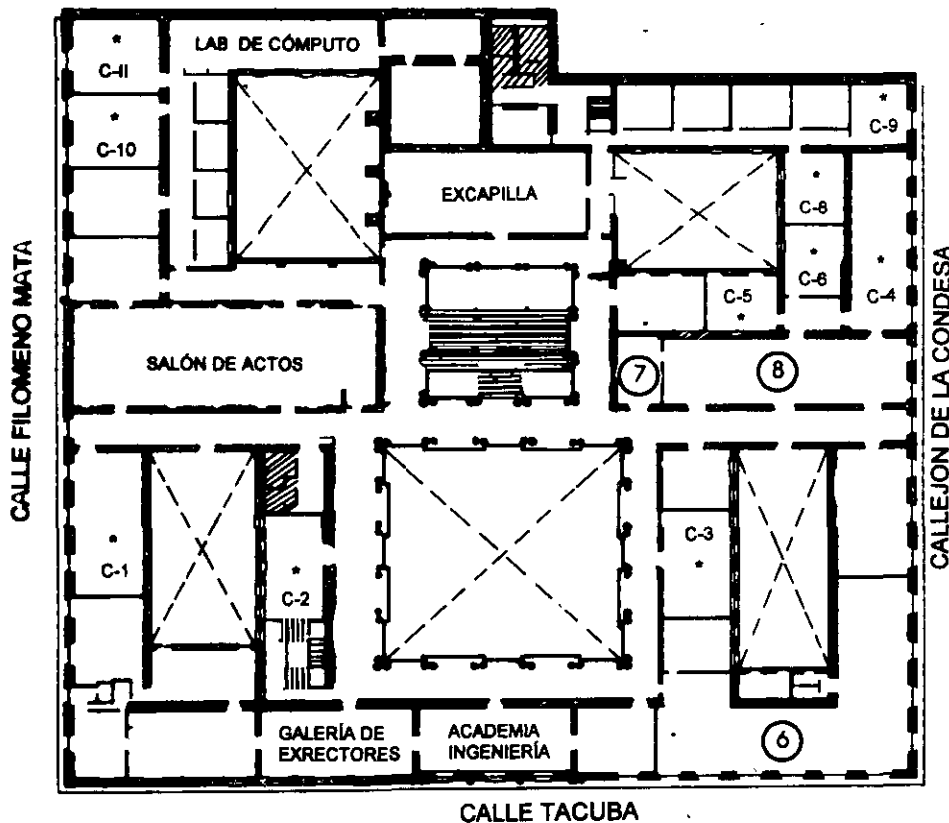 LAB DE CÓMPUTO
*
C-11
*
C-10
*
C-9
EXCAPILLA
*
C-8
*
C-6
*
C-4
C-5
*
SALÓN DE ACTOS
7
8
CALLE FILOMENO MATA
CALLEJON DE LA CONDESA
*
C-1
*
C-2
C-3
*
GALERÍA DE
EXRECTORES
ACADEMIA
INGENIERÍA
6
CALLE TACUBA